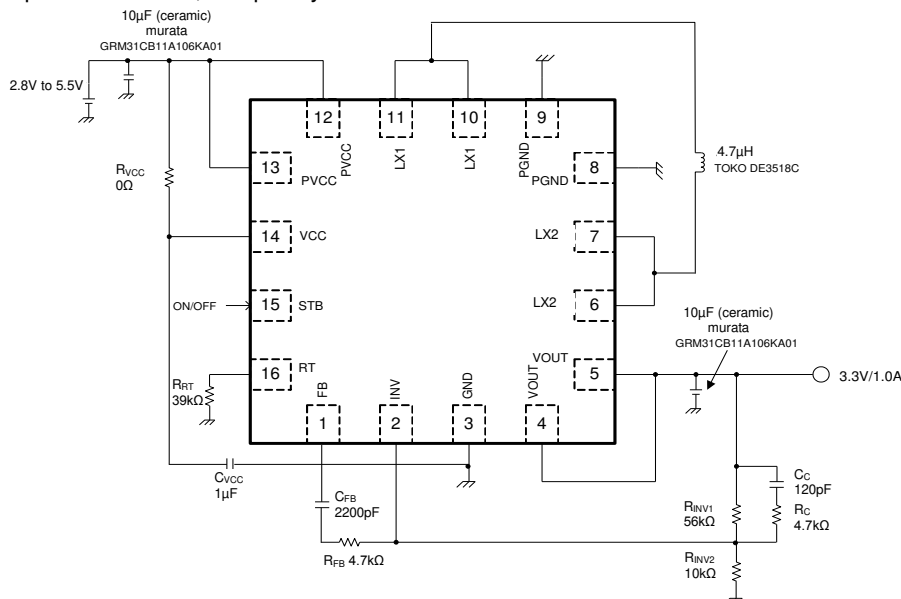 10µF (ceramic)
murata
GRM31CB11A106KA01
2.8V to 5.5V
12
11
10
9
PVCC
LX1
LX1
PGND
RVCC
0Ω
13
PVCC
PGND
8
4.7µH
TOKO DE3518C
14
VCC
LX2
7
ON/OFF
15
STB
LX2
6
10µF (ceramic)
murata
GRM31CB11A106KA01
RRT
39kΩ
16
RT
VOUT
5
3.3V/1.0A
FB
INV
GND
VOUT
1
2
3
4
CVCC
1µF
CFB
2200pF
RFB 4.7kΩ
RINV1
56kΩ
CC
120pF
RC
4.7kΩ
RINV2
10kΩ